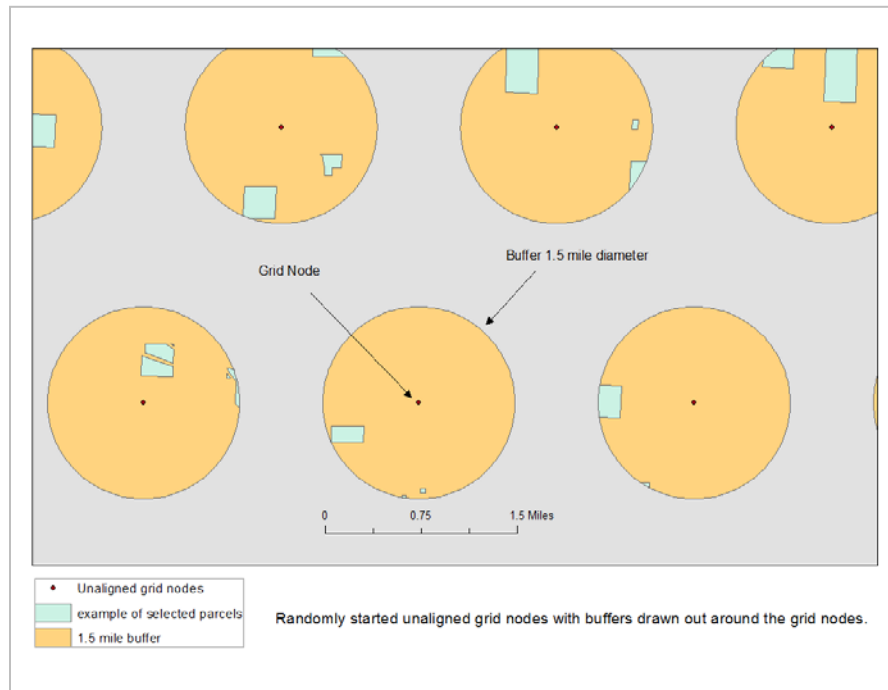 Buffer 1.5 mile diameter
Grid Node
0 0.75 1.5 Miles
Unaligned grid nodes
example of selected parcels
1.5 mile buffer
Randomly started unaligned grid nodes with buffers drawn out around the grid nodes.